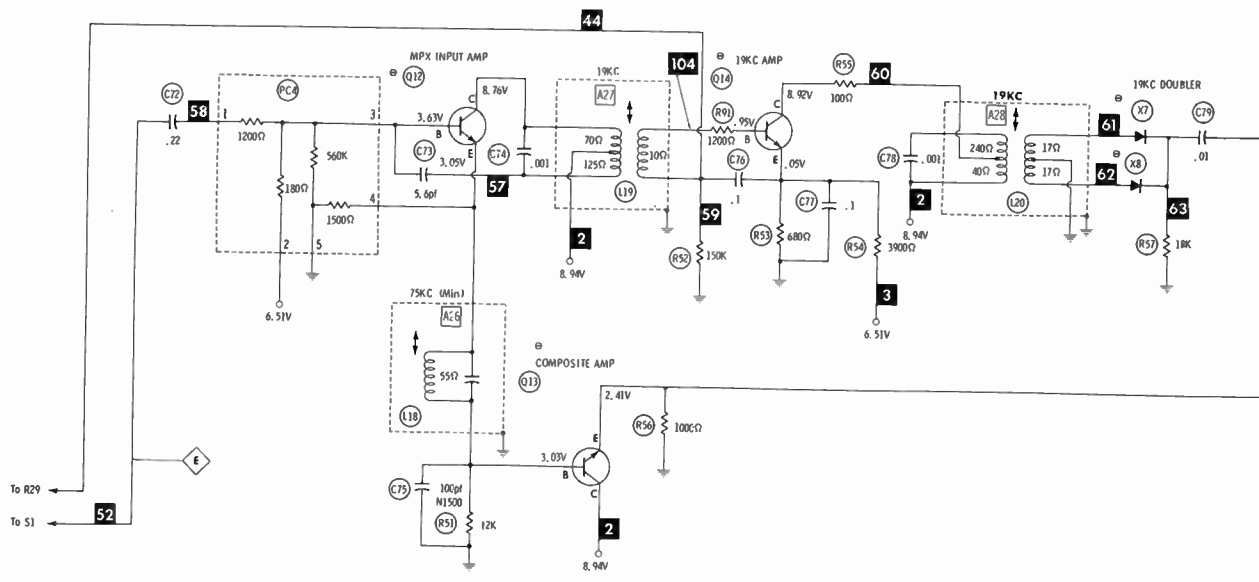 44
MPX INPUT AMP
⊖ Q12
19KC
104
⊖ 19KC AMP
Q14
R55
60
100Ω
19KC DOUBLER
C72
58
PC4
1
3
1200Ω
.22
560K
180Ω
1500Ω
4
2
5
6.51V
C
8.76V
3.63V
B
E
3.05V
C73
5.6pf
C74
.001
57
A27
70Ω
125Ω
10Ω
L19
2
8.94V
R91
1200Ω
.95V
B
C
8.92V
E
.05V
C76
.1
59
R52
150K
R53
680Ω
C77
.1
R54
3900Ω
3
6.51V
19KC
A28
C78
.001
240Ω
40Ω
17Ω
17Ω
L20
2
8.94V
61
62
⊖ X7
⊖ X8
C79
.01
63
R57
18K
75KC (Min)
A26
55Ω
L18
⊖
COMPOSITE AMP
Q13
2.41V
R56
100Ω
3.03V
B
E
C
2
8.94V
C75
100pf
N1500
R51
12K
E
To R29
To S1
52